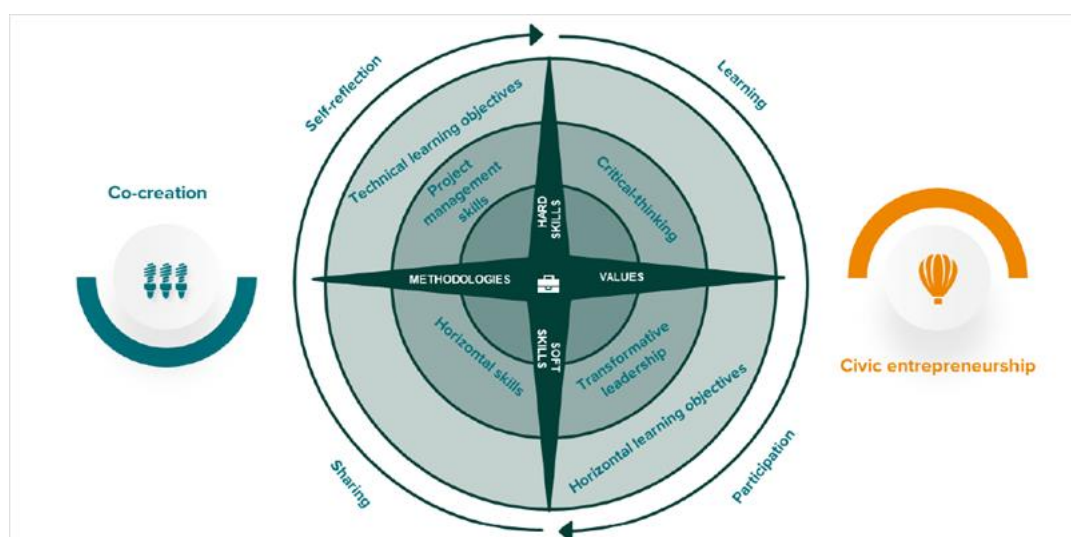 Self-reflection
Learning
Technical learning objectives
Project
management
skills
Critical-thinking
HARD
SKILLS
Co-creation
METHODOLOGIES
VALUES
SOFT
SKILLS
Horizontal skills
Transformative
leadership
Civic entrepreneurship
Horizontal learning objectives
Sharing
Participation